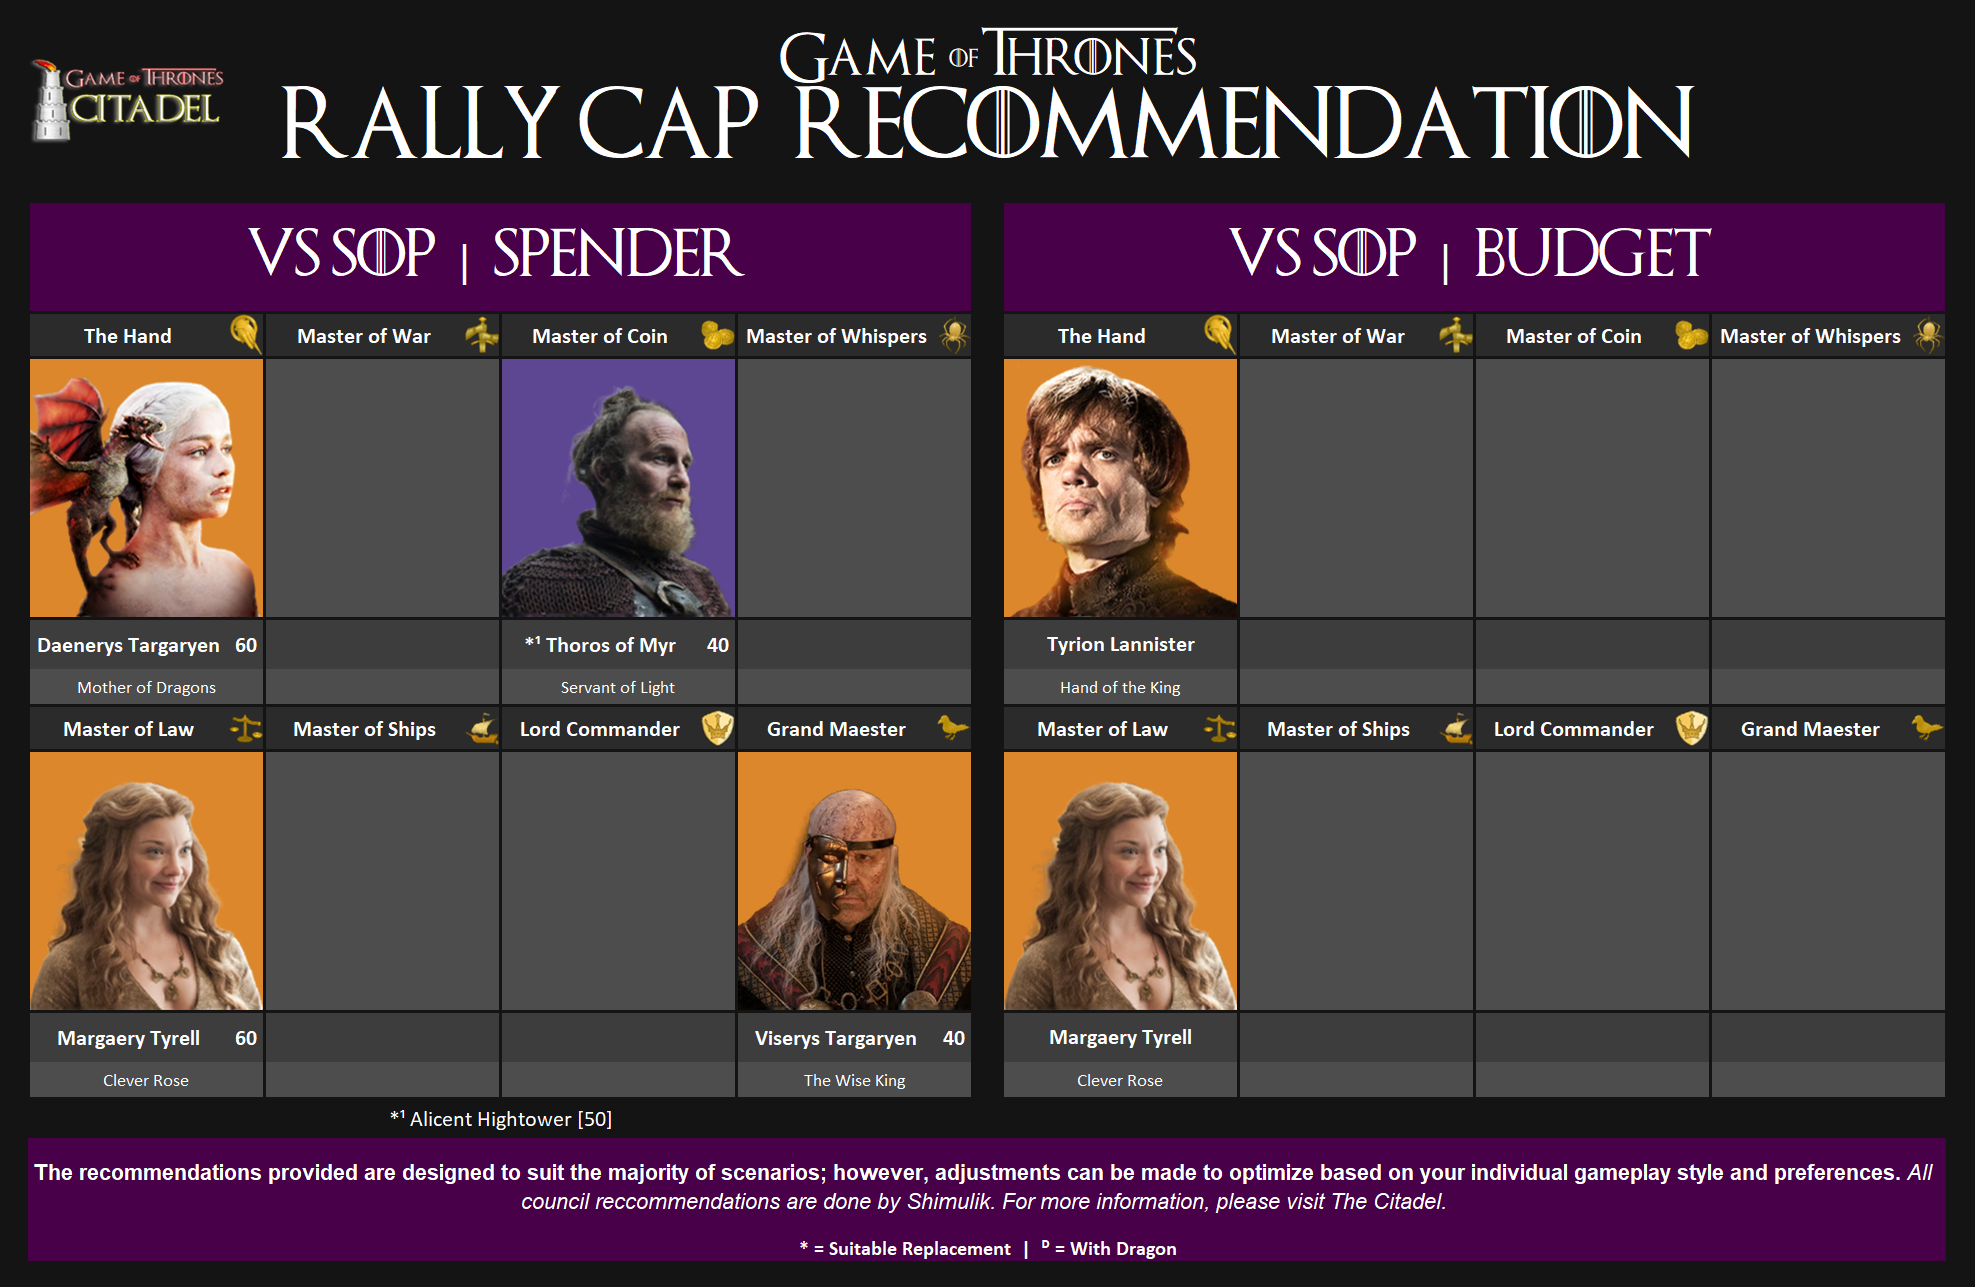 GAME OF THRONES
CITADEL
GAME OF THRONES
RALLY CAP RECOMMENDATION
VS SOP | SPENDER
The Hand Master of War Master of Coin Master of Whispers
Daenerys Targaryen 60 *¹ Thoros of Myr 40
Mother of Dragons Servant of Light
Master of Law Master of Ships Lord Commander Grand Maester
Margaery Tyrell 60 Viserys Targaryen 40
Clever Rose The Wise King
*¹ Alicent Hightower [50]
VS SOP | BUDGET
The Hand Master of War Master of Coin Master of Whispers
Tyrion Lannister
Hand of the King
Master of Law Master of Ships Lord Commander Grand Maester
Margaery Tyrell
Clever Rose
The recommendations provided are designed to suit the majority of scenarios; however, adjustments can be made to optimize based on your individual gameplay style and preferences. All
council reccommendations are done by Shimulik. For more information, please visit The Citadel.
* = Suitable Replacement | ᴰ = With Dragon